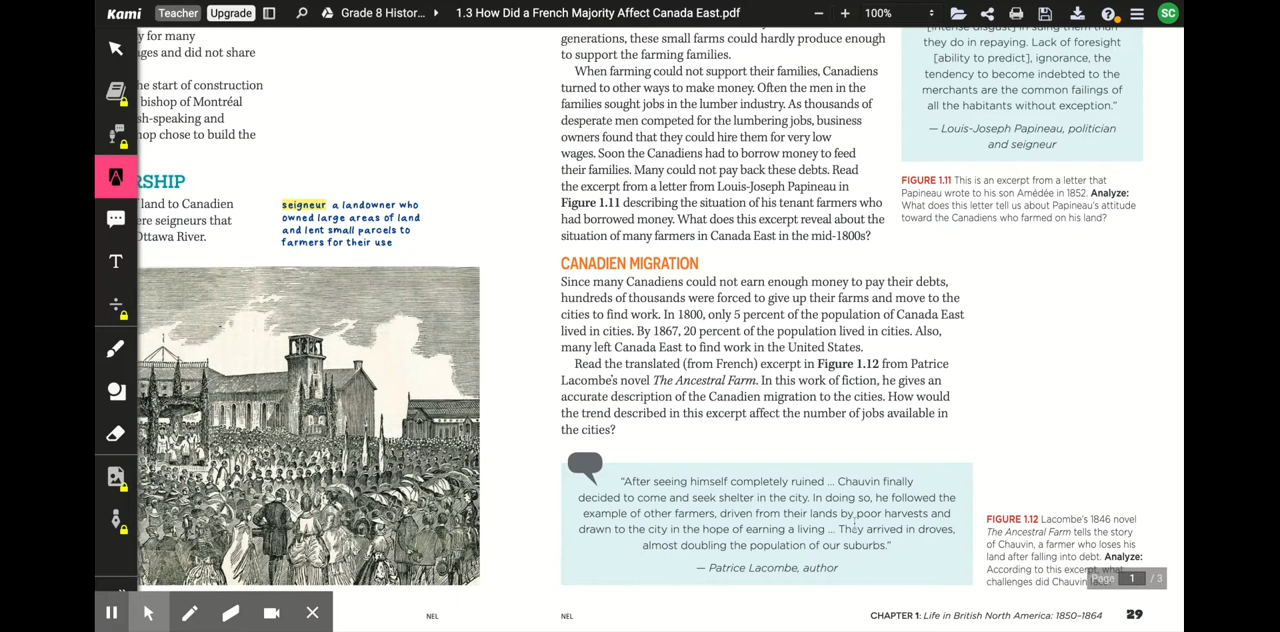 Kami Teacher Upgrade Grade 8 Histor... 1.3 How Did a French Majority Affect Canada East.pdf 100% SC
y for many
ges and did not share
he start of construction
bishop of Montréal
sh-speaking and
hop chose to build the
RSHIP
land to Canadien
ere seigneurs that
Ottawa River.
seigneur a landowner who
owned large areas of land
and lent small parcels to
farmers for their use
NEL
generations, these small farms could hardly produce enough
to support the farming families.
When farming could not support their families, Canadiens
turned to other ways to make money. Often the men in the
families sought jobs in the lumber industry. As thousands of
desperate men competed for the lumbering jobs, business
owners found that they could hire them for very low
wages. Soon the Canadiens had to borrow money to feed
their families. Many could not pay back these debts. Read
the excerpt from a letter from Louis-Joseph Papineau in
Figure 1.11 describing the situation of his tenant farmers who
had borrowed money. What does this excerpt reveal about the
situation of many farmers in Canada East in the mid-1800s?
[intense disgust] in suing them than
they do in repaying. Lack of foresight
[ability to predict], ignorance, the
tendency to become indebted to the
merchants are the common failings of
all the habitants without exception.”
— Louis-Joseph Papineau, politician
and seigneur
FIGURE 1.11 This is an excerpt from a letter that
Papineau wrote to his son Amédée in 1852. Analyze:
What does this letter tell us about Papineau’s attitude
toward the Canadiens who farmed on his land?
CANADIEN MIGRATION
Since many Canadiens could not earn enough money to pay their debts,
hundreds of thousands were forced to give up their farms and move to the
cities to find work. In 1800, only 5 percent of the population of Canada East
lived in cities. By 1867, 20 percent of the population lived in cities. Also,
many left Canada East to find work in the United States.
Read the translated (from French) excerpt in Figure 1.12 from Patrice
Lacombe’s novel The Ancestral Farm. In this work of fiction, he gives an
accurate description of the Canadien migration to the cities. How would
the trend described in this excerpt affect the number of jobs available in
the cities?
“After seeing himself completely ruined ... Chauvin finally
decided to come and seek shelter in the city. In doing so, he followed the
example of other farmers, driven from their lands by poor harvests and
drawn to the city in the hope of earning a living ... They arrived in droves,
almost doubling the population of our suburbs.”
— Patrice Lacombe, author
FIGURE 1.12 Lacombe’s 1846 novel
The Ancestral Farm tells the story
of Chauvin, a farmer who loses his
land after falling into debt. Analyze:
According to this excerpt, what
challenges did Chauvin
Page 1 / 3
NEL
CHAPTER 1: Life in British North America: 1850–1864 29